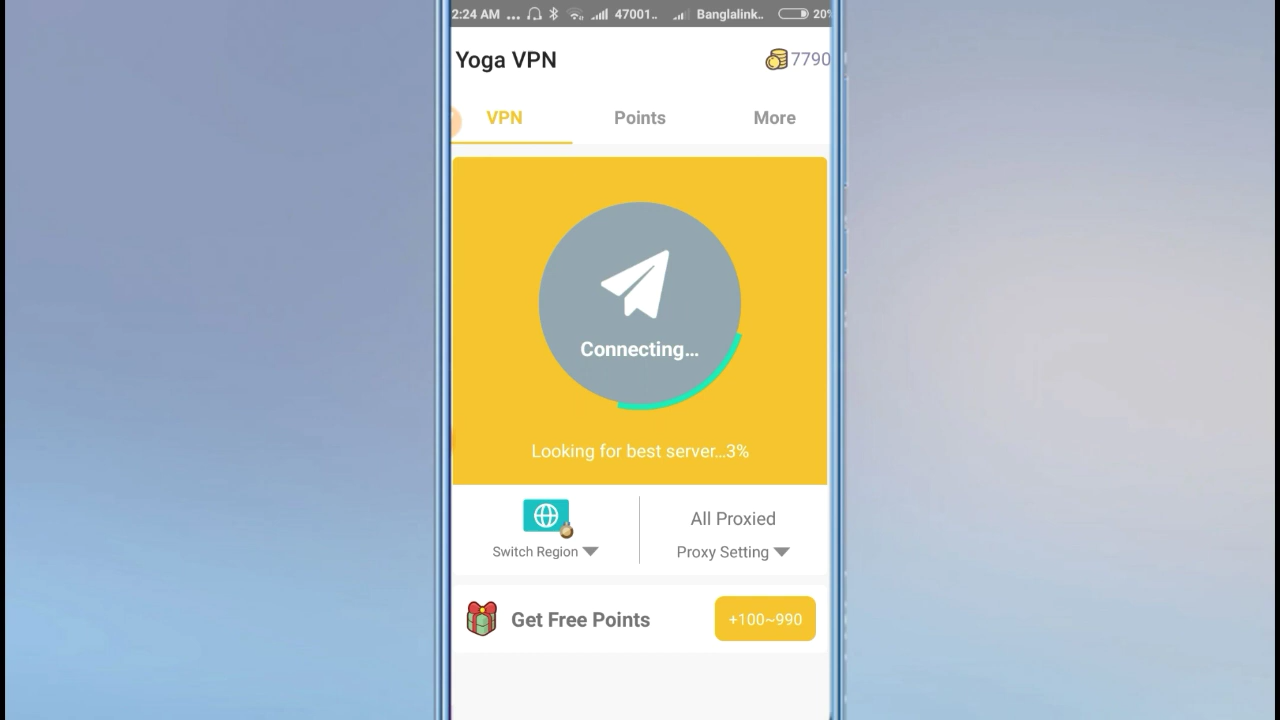 2:24 AM ... 47001.. Banglalink.. 20%
Yoga VPN 7790
VPN Points More
Connecting...
Looking for best server...3%
All Proxied
Switch Region Proxy Setting
Get Free Points +100~990